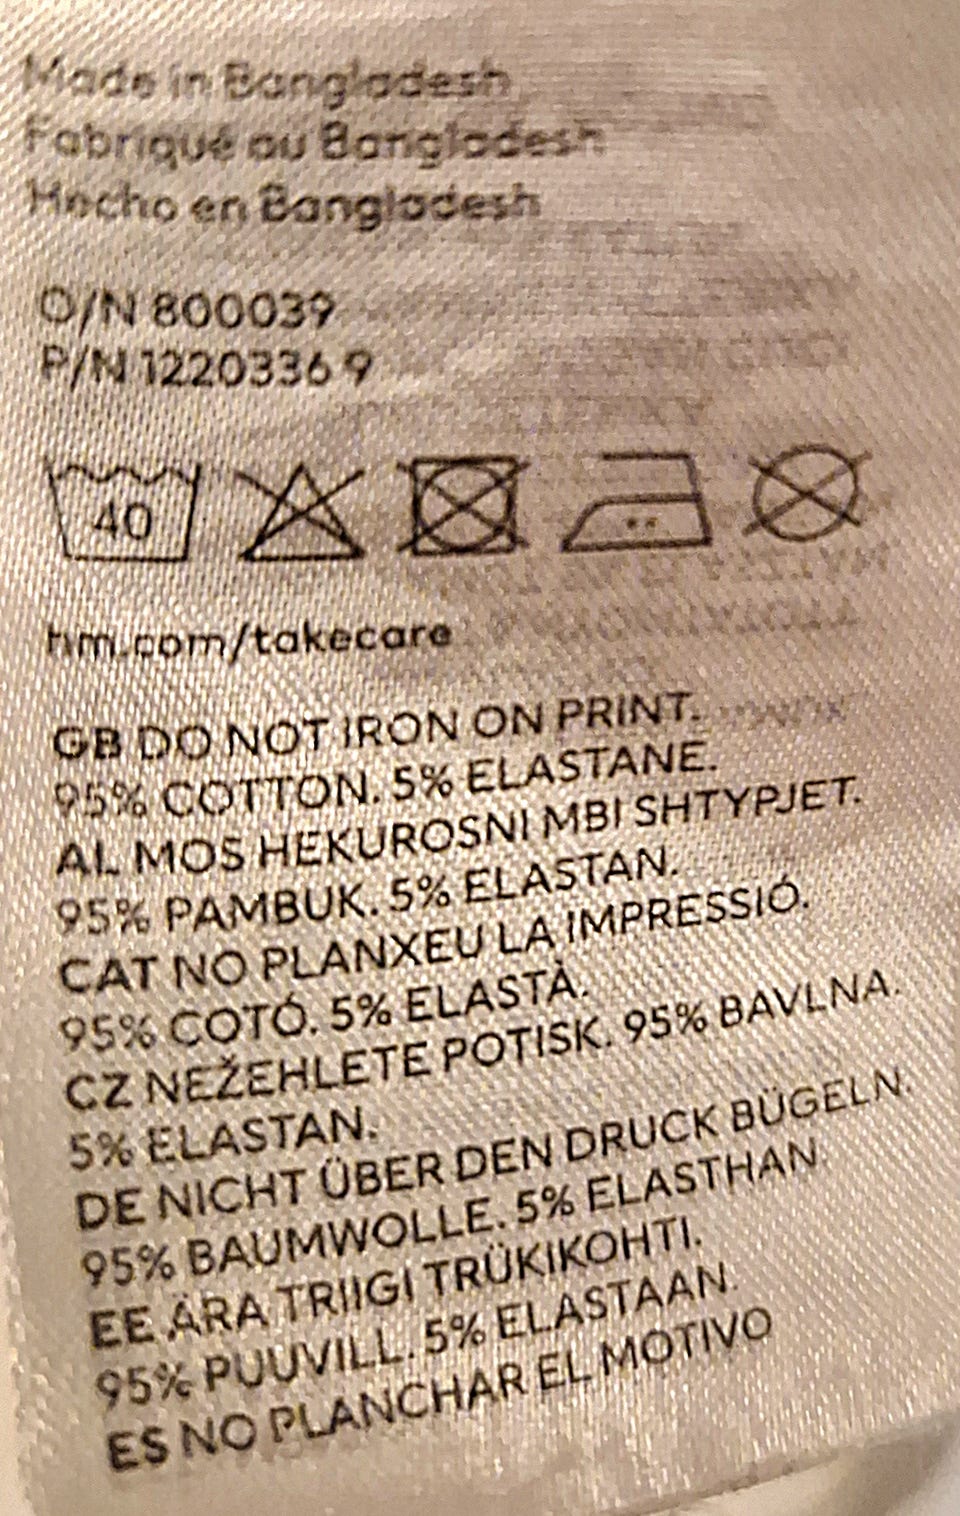 Made in Bangladesh
Fabriqué au Bangladesh
Hecho en Bangladesh
O/N 800039
P/N 1220336 9
40
hm.com/takecare
GB DO NOT IRON ON PRINT.
95% COTTON. 5% ELASTANE.
AL MOS HEKUROSNI MBI SHTYPJET.
95% PAMBUK. 5% ELASTAN.
CAT NO PLANXEU LA IMPRESSIÓ.
95% COTÓ. 5% ELASTÀ.
CZ NEŽEHLETE POTISK. 95% BAVLNA.
5% ELASTAN.
DE NICHT ÜBER DEN DRUCK BÜGELN.
95% BAUMWOLLE. 5% ELASTHAN.
EE ÄRA TRIIGI TRÜKIKOHTI.
95% PUUVILL. 5% ELASTAAN.
ES NO PLANCHAR EL MOTIVO